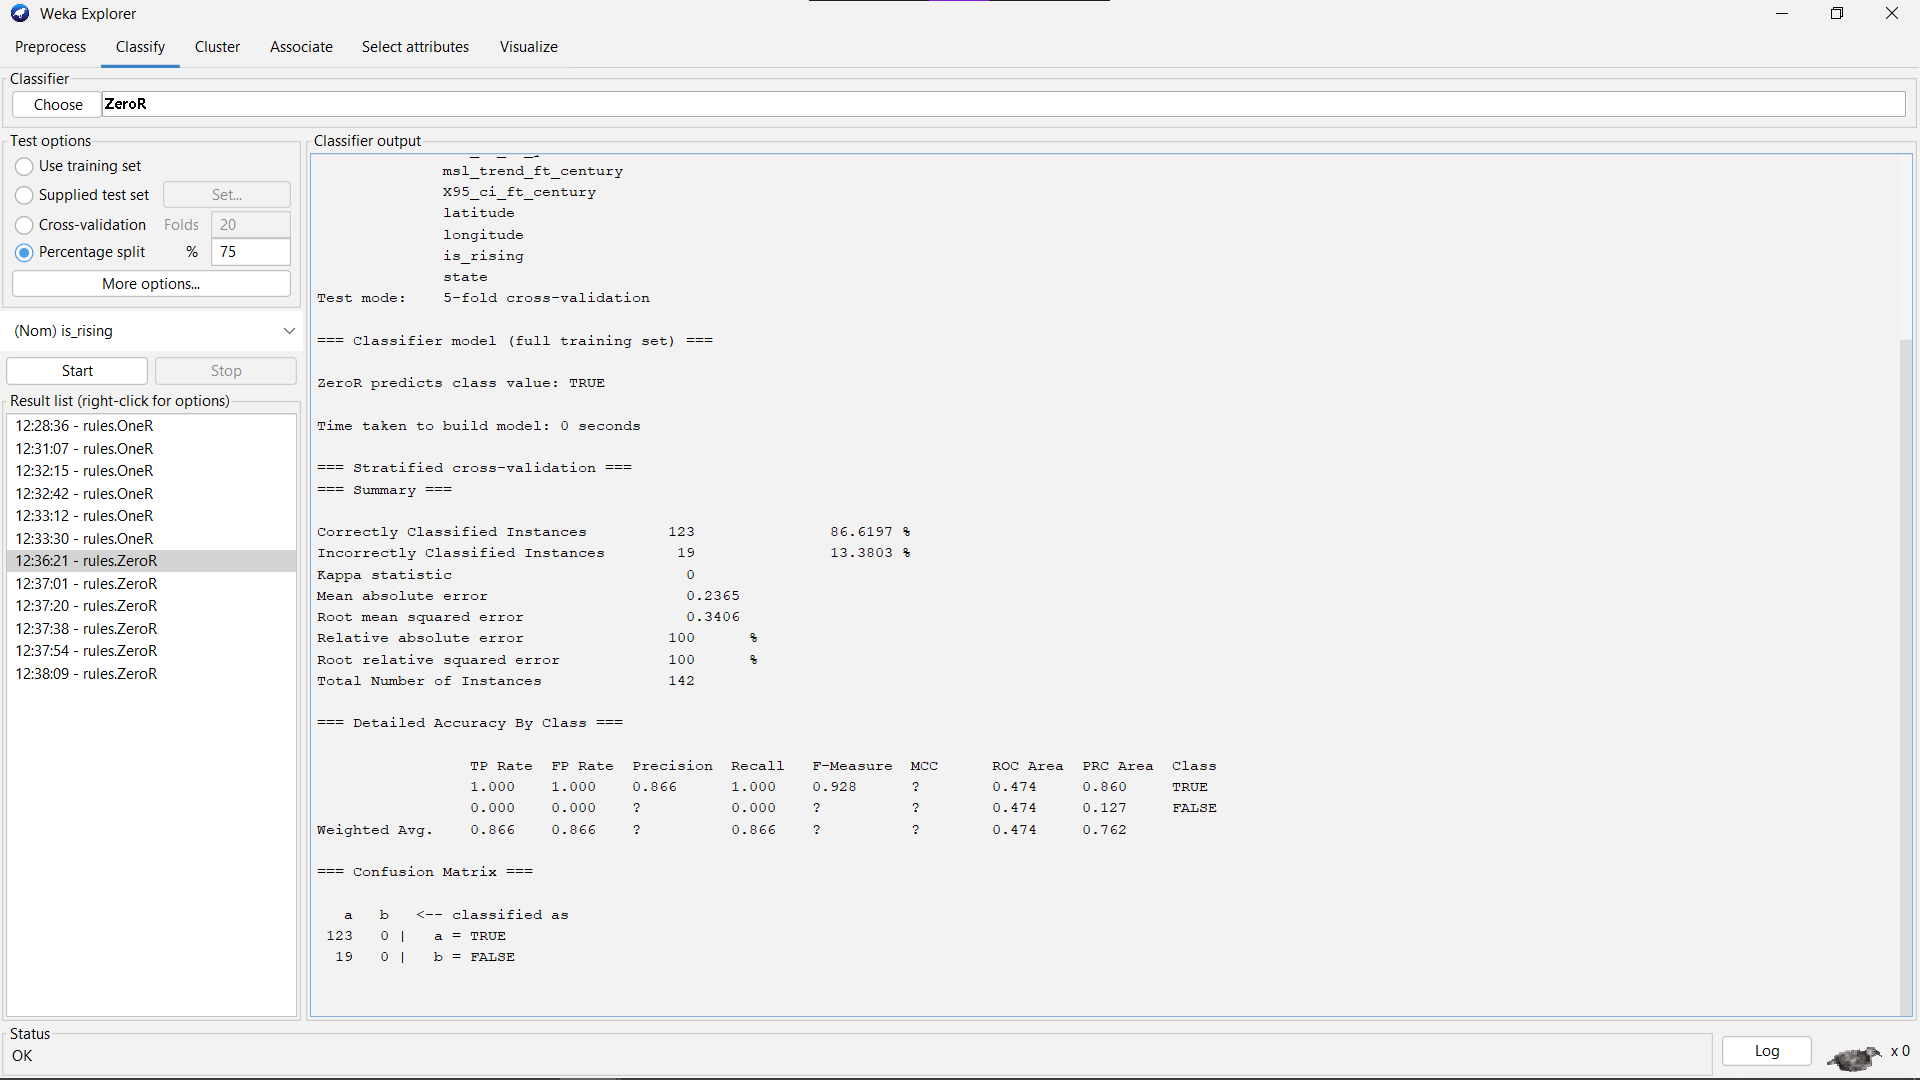 Weka Explorer
Preprocess Classify Cluster Associate Select attributes Visualize
Classifier
Choose ZeroR
Test options
Use training set
Supplied test set Set...
Cross-validation Folds 20
Percentage split % 75
More options...
(Nom) is_rising
Start Stop
Result list (right-click for options)
12:28:36 - rules.OneR
12:31:07 - rules.OneR
12:32:15 - rules.OneR
12:32:42 - rules.OneR
12:33:12 - rules.OneR
12:33:30 - rules.OneR
12:36:21 - rules.ZeroR
12:37:01 - rules.ZeroR
12:37:20 - rules.ZeroR
12:37:38 - rules.ZeroR
12:37:54 - rules.ZeroR
12:38:09 - rules.ZeroR
Classifier output
msl_trend_ft_century
X95_ci_ft_century
latitude
longitude
is_rising
state
Test mode: 5-fold cross-validation
=== Classifier model (full training set) ===
ZeroR predicts class value: TRUE
Time taken to build model: 0 seconds
=== Stratified cross-validation ===
=== Summary ===
Correctly Classified Instances 123 86.6197 %
Incorrectly Classified Instances 19 13.3803 %
Kappa statistic 0
Mean absolute error 0.2365
Root mean squared error 0.3406
Relative absolute error 100 %
Root relative squared error 100 %
Total Number of Instances 142
=== Detailed Accuracy By Class ===
TP Rate FP Rate Precision Recall F-Measure MCC ROC Area PRC Area Class
1.000 1.000 0.866 1.000 0.928 ? 0.474 0.860 TRUE
0.000 0.000 ? 0.000 ? ? 0.474 0.127 FALSE
Weighted Avg. 0.866 0.866 ? 0.866 ? ? 0.474 0.762
=== Confusion Matrix ===
a b <-- classified as
123 0 | a = TRUE
19 0 | b = FALSE
Status
OK
Log x 0